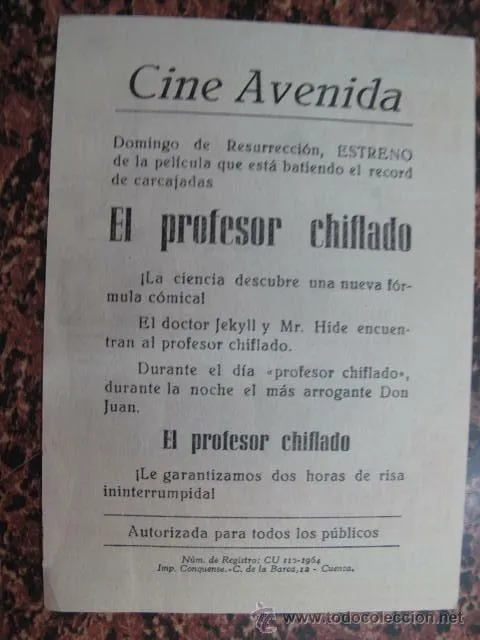 Cine Avenida
Domingo de Resurrección, ESTRENO
de la película que está batiendo el record
de carcajadas
El profesor chiflado
¡La ciencia descubre una nueva fór-
mula cómica!
El doctor Jekyll y Mr. Hide encuen-
tran al profesor chiflado.
Durante el día «profesor chiflado»,
durante la noche el más arrogante Don
Juan.
El profesor chiflado
¡Le garantizamos dos horas de risa
ininterrumpida!
Autorizada para todos los públicos
Núm. de Registro: CU 112-1964
Imp. Conquense.-C. de la Barca, 12 - Cuenca.
todocoleccion
www.todocoleccion.net